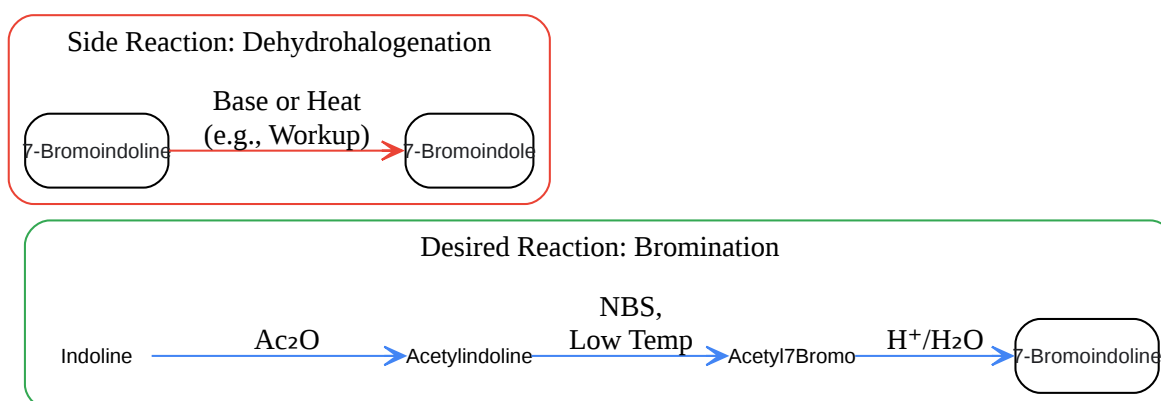 Side Reaction: Dehydrohalogenation
Base or Heat
(e.g., Workup)
7-Bromoindoline
7-Bromoindole
Desired Reaction: Bromination
NBS,
Ac₂O
Low Temp
H⁺/H₂O
Indoline
Acetylindoline
Acetyl7Bromo
7-Bromoindoline